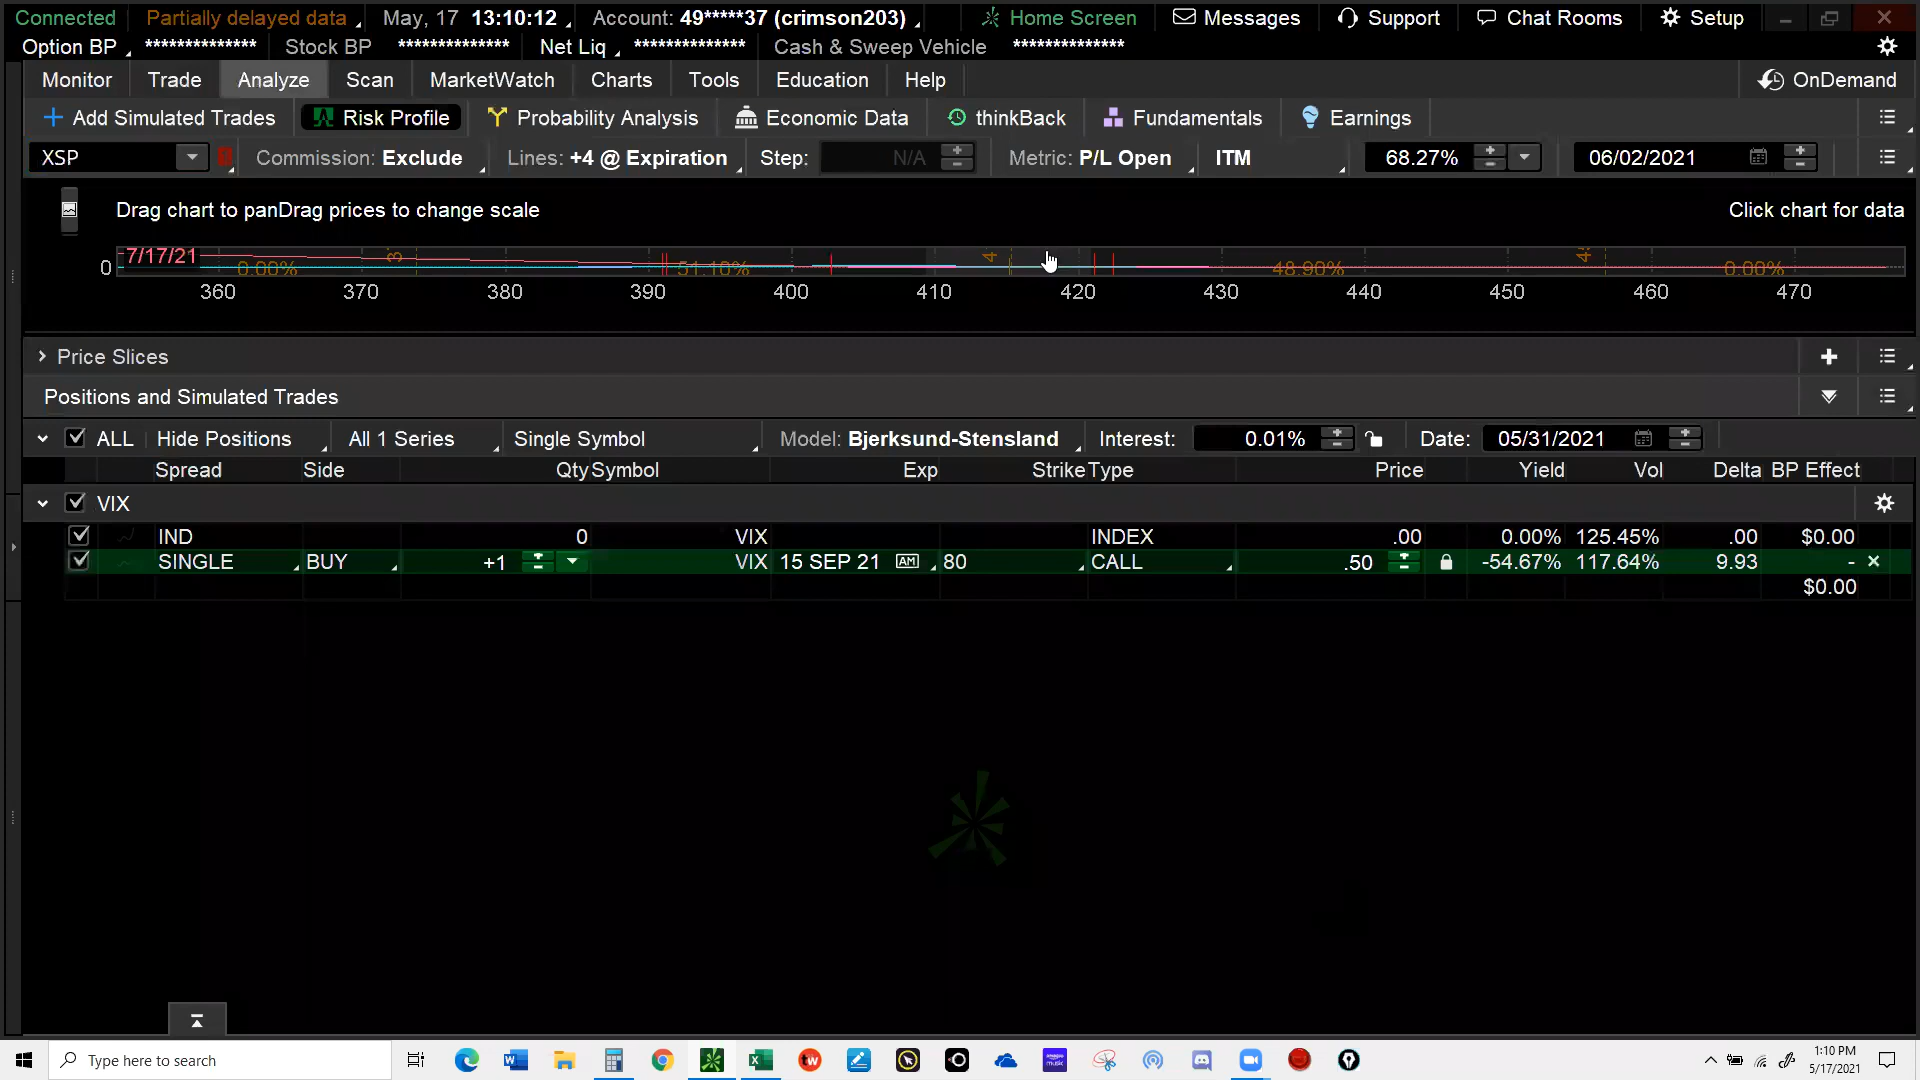 Connected Partially delayed data May, 17 13:10:12 Account: 49*****37 (crimson203) Home Screen Messages Support Chat Rooms Setup
Option BP ************** Stock BP ************** Net Liq ************** Cash & Sweep Vehicle **************
Monitor Trade Analyze Scan MarketWatch Charts Tools Education Help OnDemand
Add Simulated Trades Risk Profile Probability Analysis Economic Data thinkBack Fundamentals Earnings
XSP Commission: Exclude Lines: +4 @ Expiration Step: N/A Metric: P/L Open ITM 68.27% 06/02/2021
Drag chart to panDrag prices to change scale Click chart for data
7/17/21
0 0.00% 51.10% 48.90% 0.00%
360 370 380 390 400 410 420 430 440 450 460 470
Price Slices
Positions and Simulated Trades
ALL Hide Positions All 1 Series Single Symbol Model: Bjerksund-Stensland Interest: 0.01% Date: 05/31/2021
Spread Side Qty Symbol Exp Strike Type Price Yield Vol Delta BP Effect
VIX
IND 0 VIX INDEX .00 0.00% 125.45% .00 $0.00
SINGLE BUY +1 VIX 15 SEP 21 AM 80 CALL .50 -54.67% 117.64% 9.93 -
$0.00
Type here to search
1:10 PM
5/17/2021